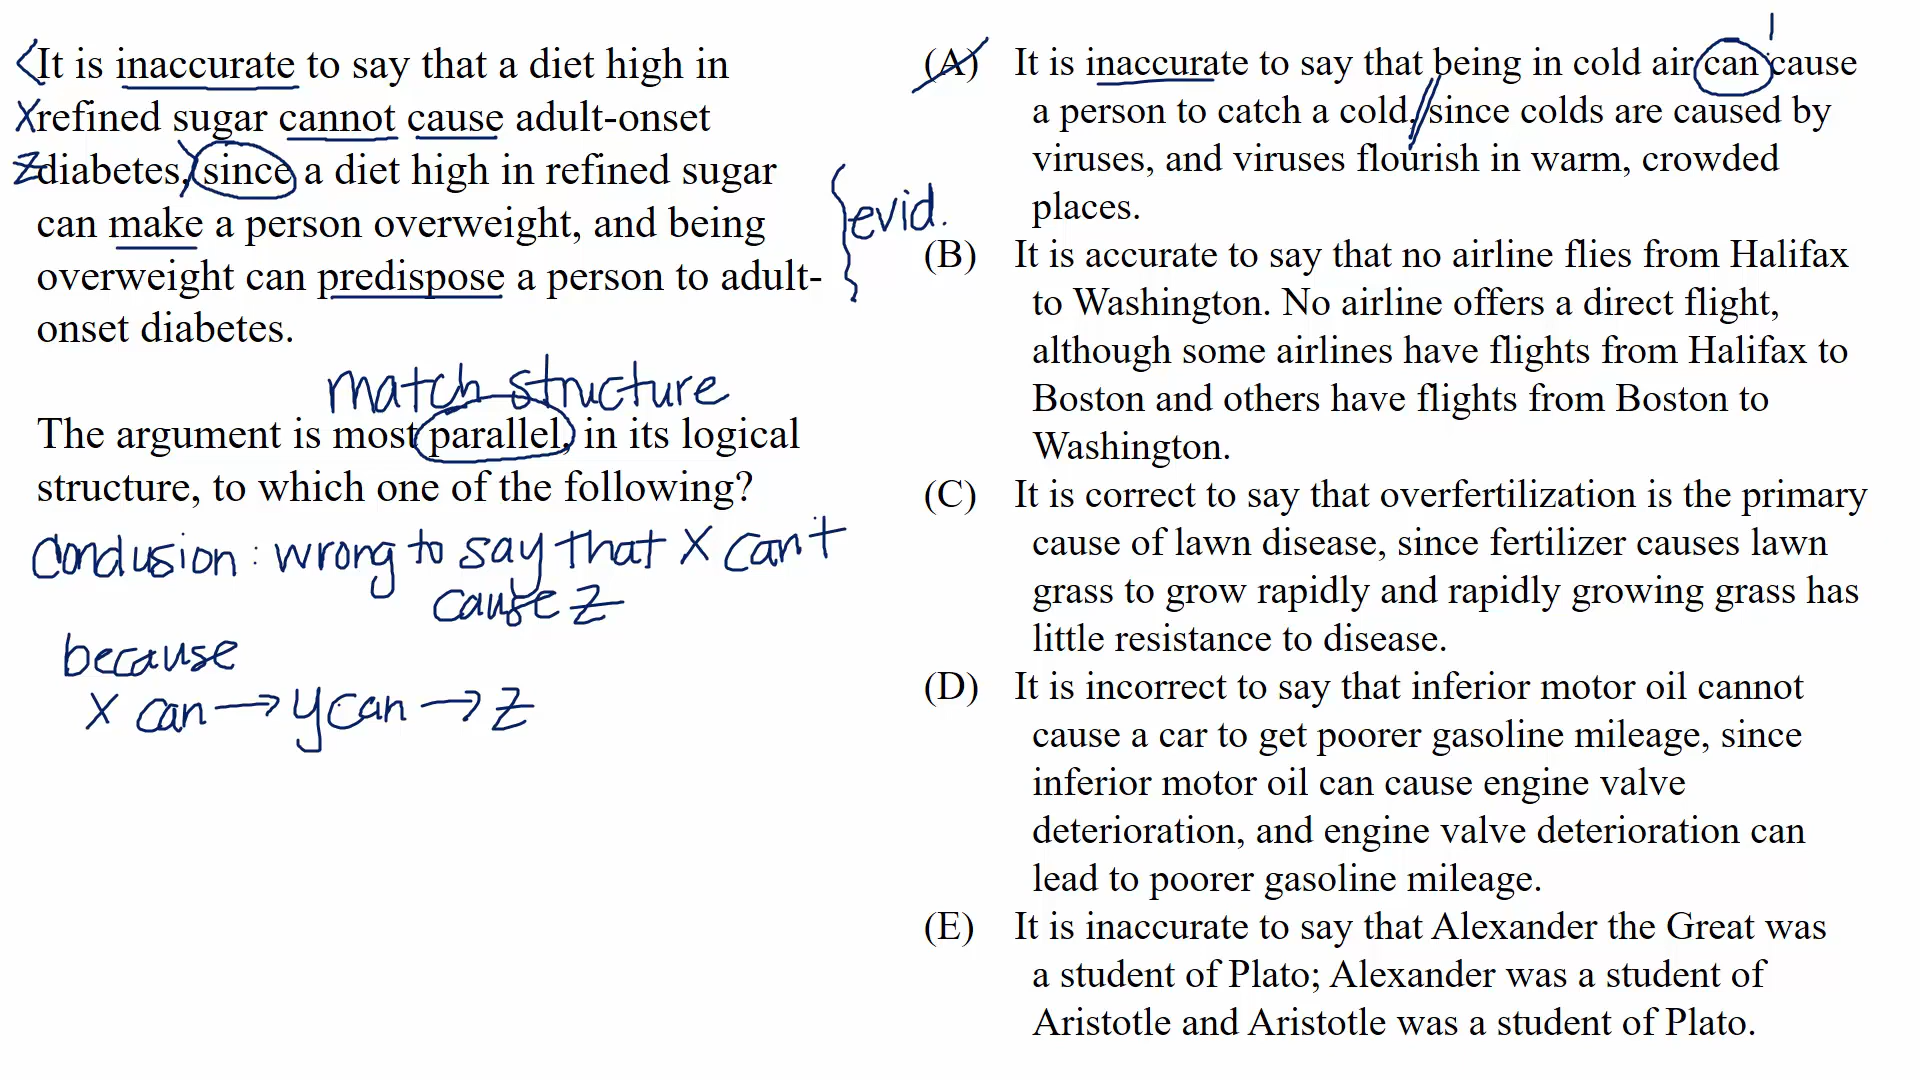 It is inaccurate to say that a diet high in
X refined sugar cannot cause adult-onset
Z diabetes, since a diet high in refined sugar
can make a person overweight, and being
overweight can predispose a person to adult-
onset diabetes.
evid.
match structure
The argument is most parallel, in its logical
structure, to which one of the following?
Conclusion: wrong to say that X can't
cause Z
because
X can → y can → Z
(A) It is inaccurate to say that being in cold air can cause
a person to catch a cold, since colds are caused by
viruses, and viruses flourish in warm, crowded
places.
(B) It is accurate to say that no airline flies from Halifax
to Washington. No airline offers a direct flight,
although some airlines have flights from Halifax to
Boston and others have flights from Boston to
Washington.
(C) It is correct to say that overfertilization is the primary
cause of lawn disease, since fertilizer causes lawn
grass to grow rapidly and rapidly growing grass has
little resistance to disease.
(D) It is incorrect to say that inferior motor oil cannot
cause a car to get poorer gasoline mileage, since
inferior motor oil can cause engine valve
deterioration, and engine valve deterioration can
lead to poorer gasoline mileage.
(E) It is inaccurate to say that Alexander the Great was
a student of Plato; Alexander was a student of
Aristotle and Aristotle was a student of Plato.